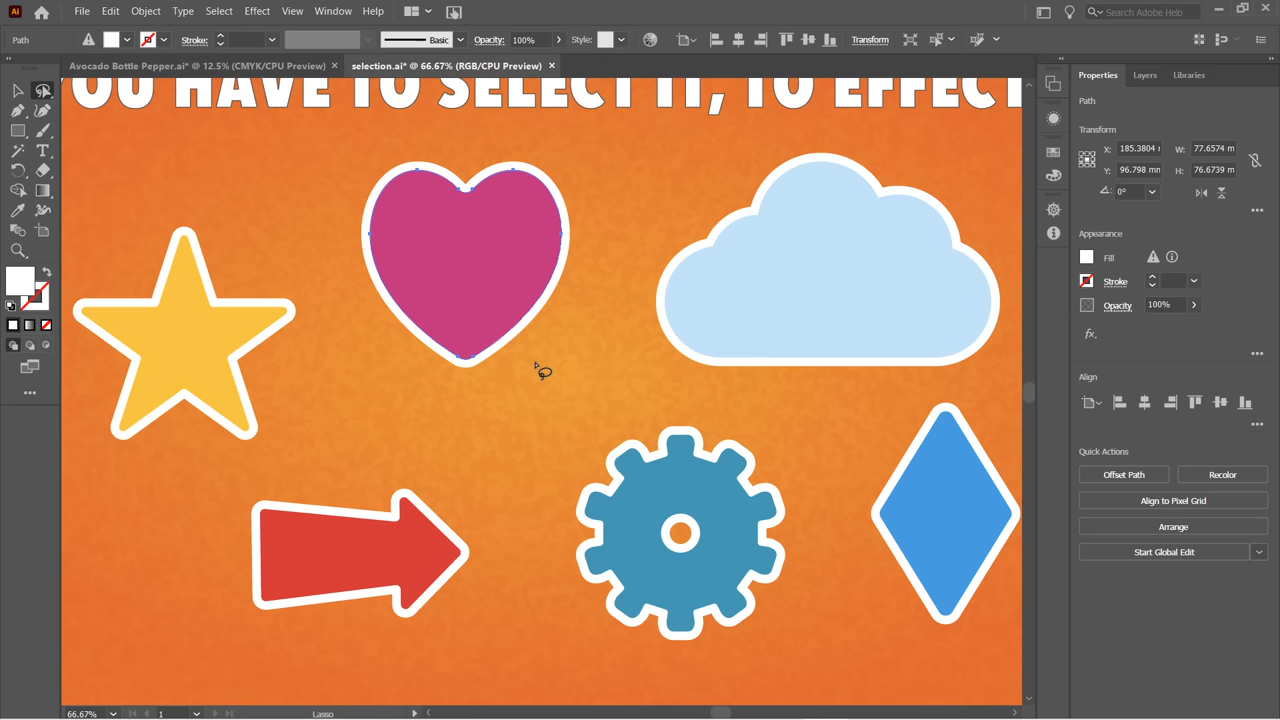 Ai File Edit Object Type Select Effect View Window Help Search Adobe Help
Path Stroke: Basic Opacity: 100% Style: Transform
Avocado Bottle Pepper.ai* @ 12.5% (CMYK/CPU Preview) × selection.ai* @ 66.67% (RGB/CPU Preview) ×
OU HAVE TO SELECT IT, TO EFFECT
Properties Layers Libraries
Path
Transform
X: 185.3804 W: 77.6574 m
Y: 96.798 mm H: 76.6739 m
0°
Appearance
Fill
Stroke
Opacity 100%
fx.
Align
Quick Actions
Offset Path Recolor
Align to Pixel Grid
Arrange
Start Global Edit
66.67% 1 Lasso